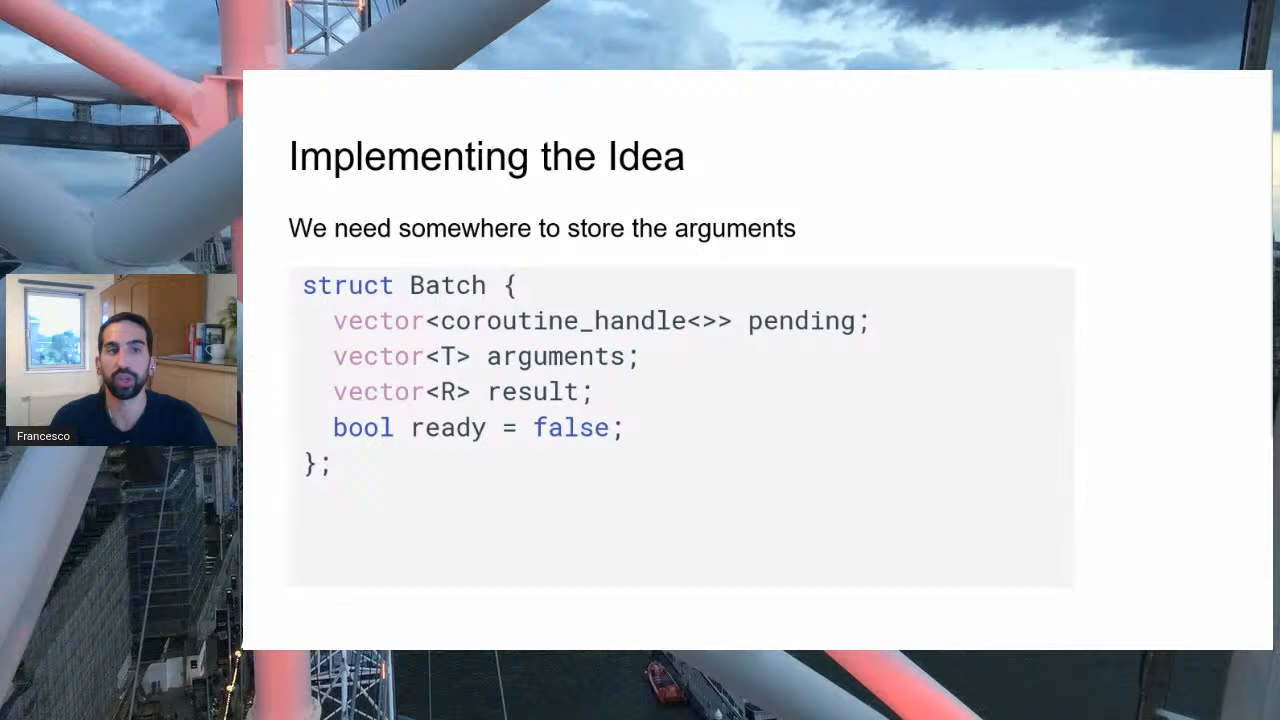 Implementing the Idea
We need somewhere to store the arguments
struct Batch {
  vector<coroutine_handle<>> pending;
  vector<T> arguments;
  vector<R> result;
  bool ready = false;
};
Francesco